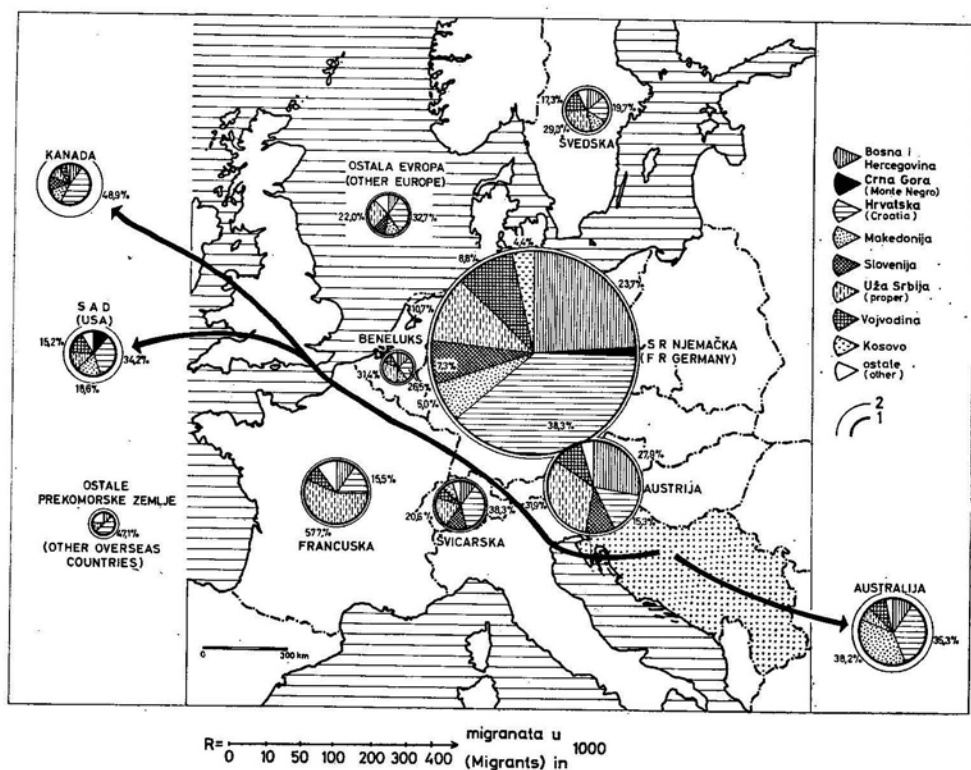 KANADA
48,9%
SAD
(USA)
15,2%
34,2%
18,6%
OSTALE
PREKOMORSKE ZEMLJE
47,1%
(OTHER OVERSEAS
COUNTRIES)
17,3%
19,7%
29,0%
ŠVEDSKA
OSTALA EVROPA
(OTHER EUROPE)
22,0%
32,7%
4,4%
8,8%
23,7%
10,7%
7,3%
5,0%
38,3%
S R NJEMAČKA
(F R GERMANY)
BENELUKS
31,4%
26,5%
27,9%
AUSTRIJA
31,9%
15,3%
15,5%
57,7%
FRANCUSKA
20,6%
38,3%
ŠVICARSKA
0 300 km
AUSTRALIJA
35,3%
38,2%
Bosna i
Hercegovina
Crna Gora
(Monte Negro)
Hrvatska
(Croatia)
Makedonija
Slovenija
Uža Srbija
(proper)
Vojvodina
Kosovo
ostale
(other)
2
1
R= 0 10 50 100 200 300 400 migranata u 1000
(Migrants) in